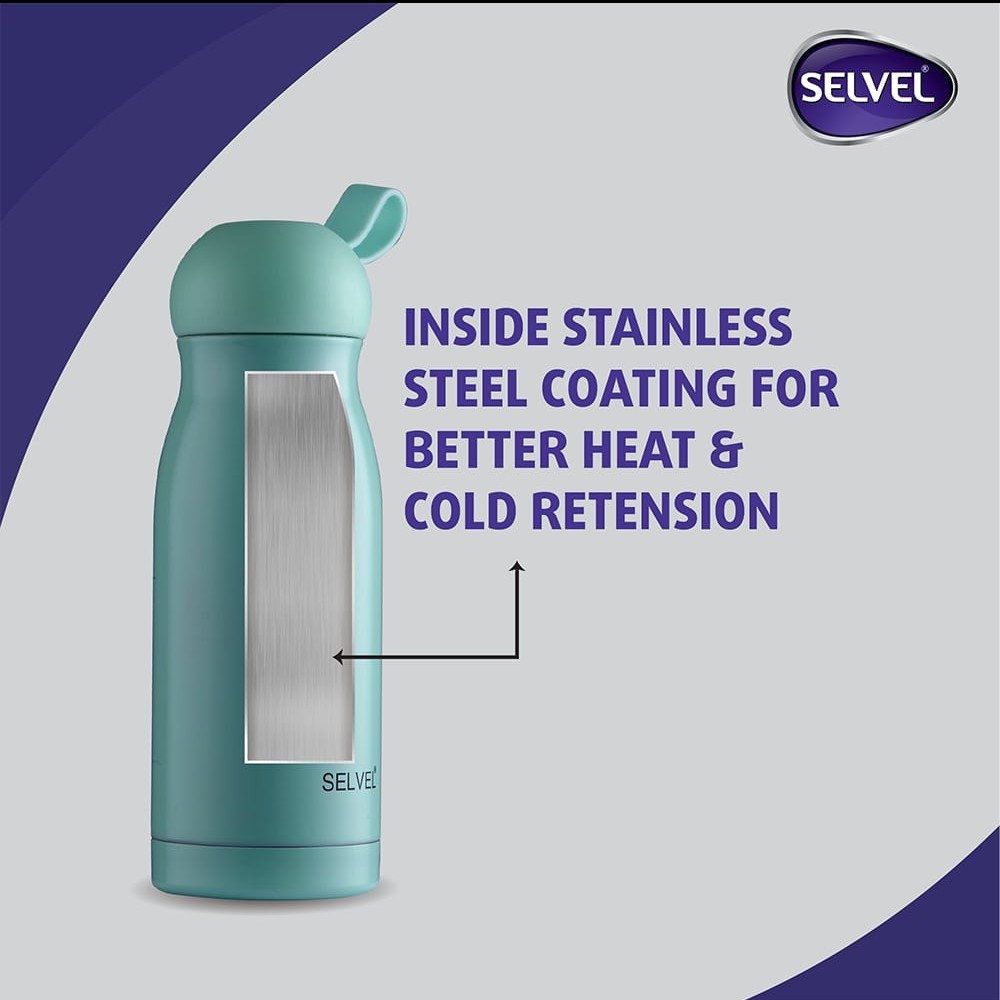 SELVEL®
INSIDE STAINLESS
STEEL COATING FOR
BETTER HEAT &
COLD RETENSION
SELVEL®